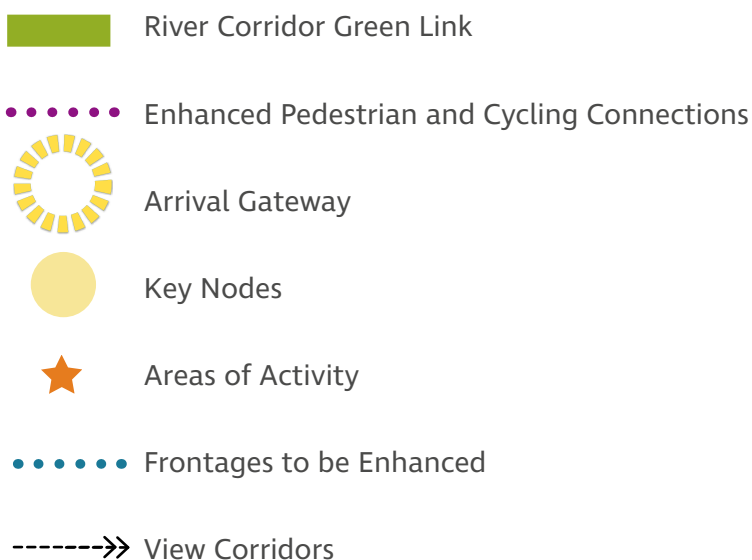 River Corridor Green Link
Enhanced Pedestrian and Cycling Connections
Arrival Gateway
Key Nodes
Areas of Activity
Frontages to be Enhanced
View Corridors